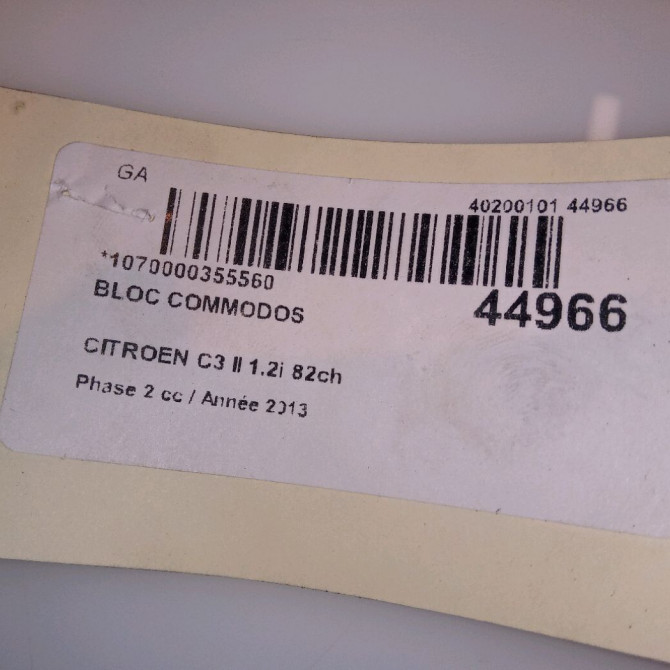 GA
40200101 44966
*1070000355560
44966
BLOC COMMODOS
CITROEN C3 II 1.2i 82ch
Phase 2 cc / Année 2013